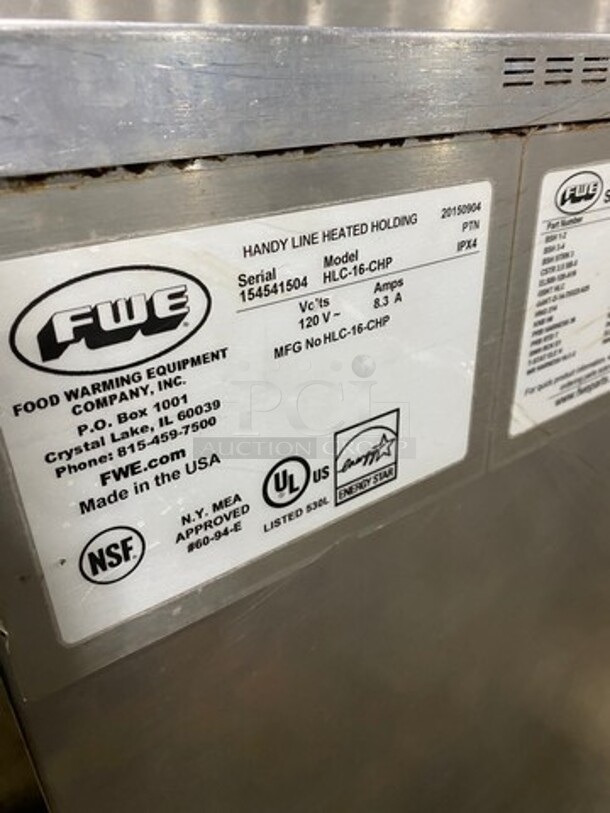 HANDY LINE HEATED HOLDING 20150904
Serial Model PTN
154541504 HLC-16-CHP IPX4
Volts Amps
120 V~ 8.3 A
MFG No HLC-16-CHP
FWE
FOOD WARMING EQUIPMENT
COMPANY, INC.
P.O. Box 1001
Crystal Lake, IL 60039
Phone: 815-459-7500
FWE.com
Made in the USA
NSF
N.Y. MEA
APPROVED
#60-94-E
UL US
LISTED 530L
energy
ENERGY STAR
PCI
AUCTION GROUP
FWE
Part Number